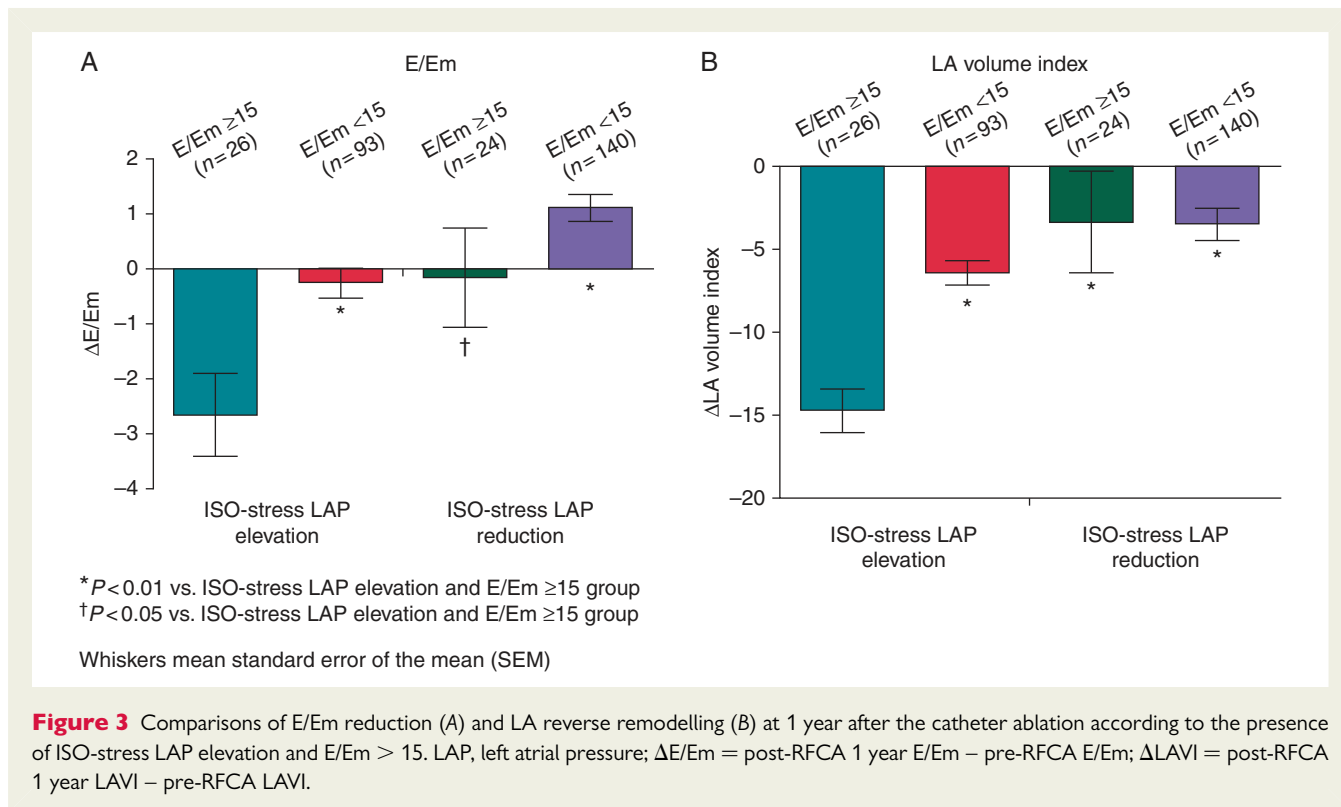 A
E/Em
E/Em ≥15
(n=26)
E/Em <15
(n=93)
E/Em ≥15
(n=24)
E/Em <15
(n=140)
2
1
0
–1
–2
–3
–4
ΔE/Em
*
†
*
ISO-stress LAP
elevation
ISO-stress LAP
reduction
B
LA volume index
E/Em ≥15
(n=26)
E/Em <15
(n=93)
E/Em ≥15
(n=24)
E/Em <15
(n=140)
0
–5
–10
–15
–20
ΔLA volume index
*
*
*
ISO-stress LAP
elevation
ISO-stress LAP
reduction
*P<0.01 vs. ISO-stress LAP elevation and E/Em ≥15 group
†P<0.05 vs. ISO-stress LAP elevation and E/Em ≥15 group
Whiskers mean standard error of the mean (SEM)
Figure 3 Comparisons of E/Em reduction (A) and LA reverse remodelling (B) at 1 year after the catheter ablation according to the presence
of ISO-stress LAP elevation and E/Em > 15. LAP, left atrial pressure; ΔE/Em = post-RFCA 1 year E/Em – pre-RFCA E/Em; ΔLAVI = post-RFCA
1 year LAVI – pre-RFCA LAVI.